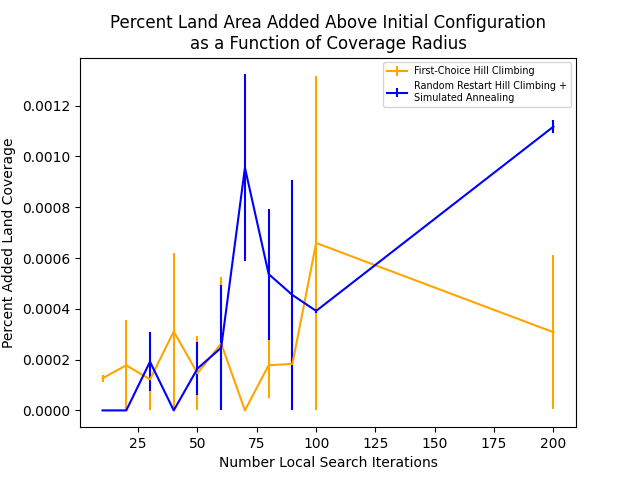 Percent Land Area Added Above Initial Configuration
as a Function of Coverage Radius
First-Choice Hill Climbing
Random Restart Hill Climbing +
Simulated Annealing
Percent Added Land Coverage
0.0012
0.0010
0.0008
0.0006
0.0004
0.0002
0.0000
25 50 75 100 125 150 175 200
Number Local Search Iterations